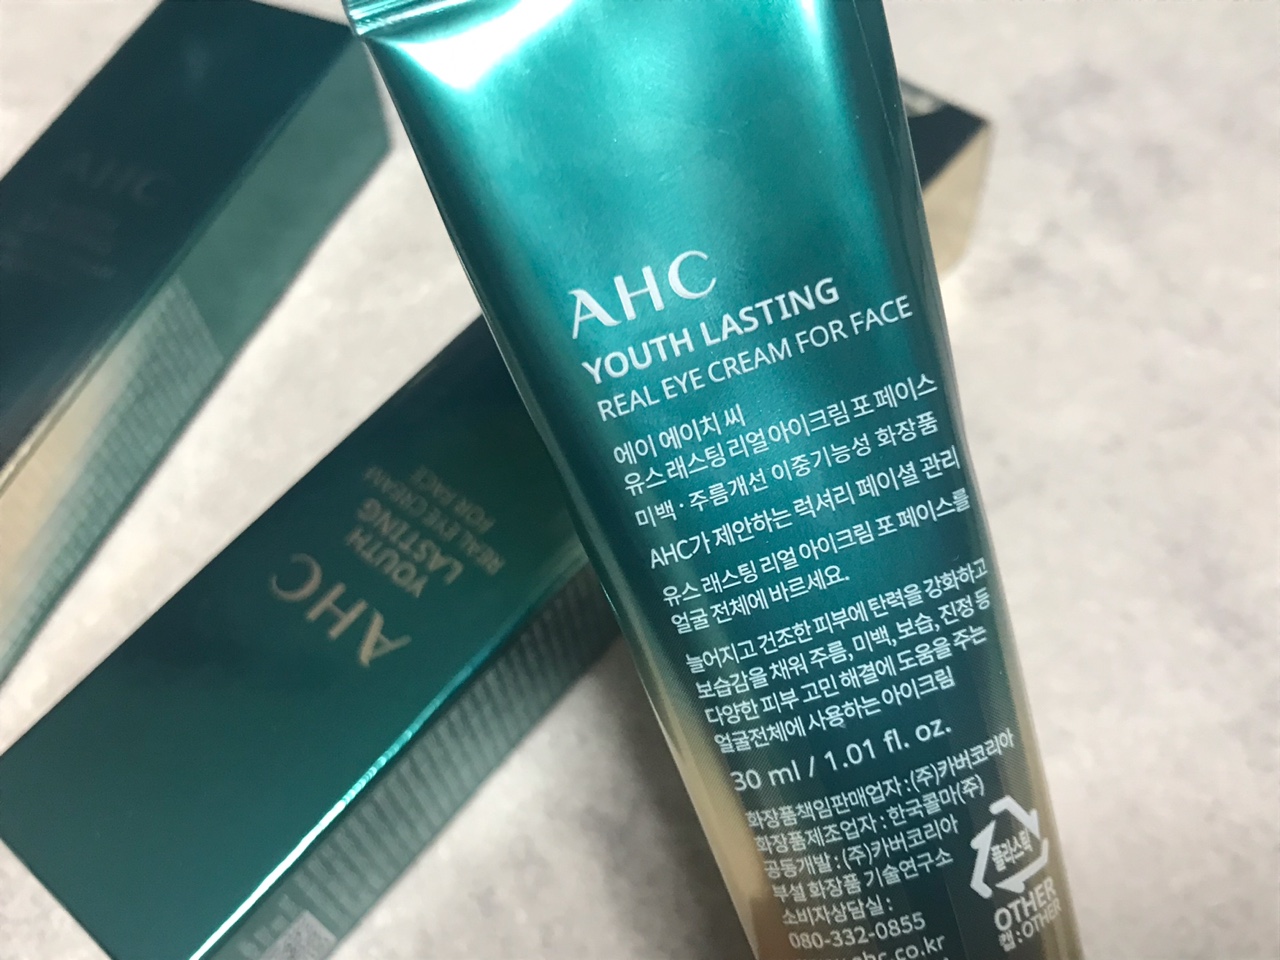 AHC
YOUTH LASTING
REAL EYE CREAM FOR FACE
에이 에이치 씨
유스 래스팅 리얼 아이크림 포 페이스
미백·주름개선 이중기능성 화장품
AHC가 제안하는 럭셔리 페이셜 관리
유스 래스팅 리얼 아이크림 포 페이스를
얼굴 전체에 바르세요.
늘어지고 건조한 피부에 탄력을 강화하고
보습감을 채워 주름, 미백, 보습, 진정 등
다양한 피부 고민 해결에 도움을 주는
얼굴전체에 사용하는 아이크림
30 ml / 1.01 fl. oz.
화장품책임판매업자 : (주)카버코리아
화장품제조업자 : 한국콜마(주)
공동개발 : (주)카버코리아
부설 화장품 기술연구소
소비자상담실 :
080-332-0855
ahc.co.kr
플라스틱
OTHER
캡 : OTHER
AHC
YOUTH
LASTING
REAL EYE CREAM
FOR FACE
AHC